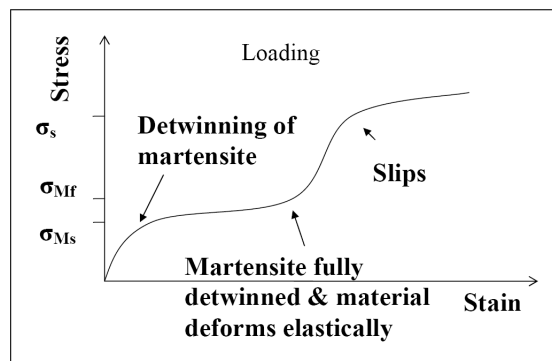 Loading
Stress
σs
σMf
σMs
Detwinning of
martensite
Slips
Martensite fully
detwinned & material
deforms elastically
Stain